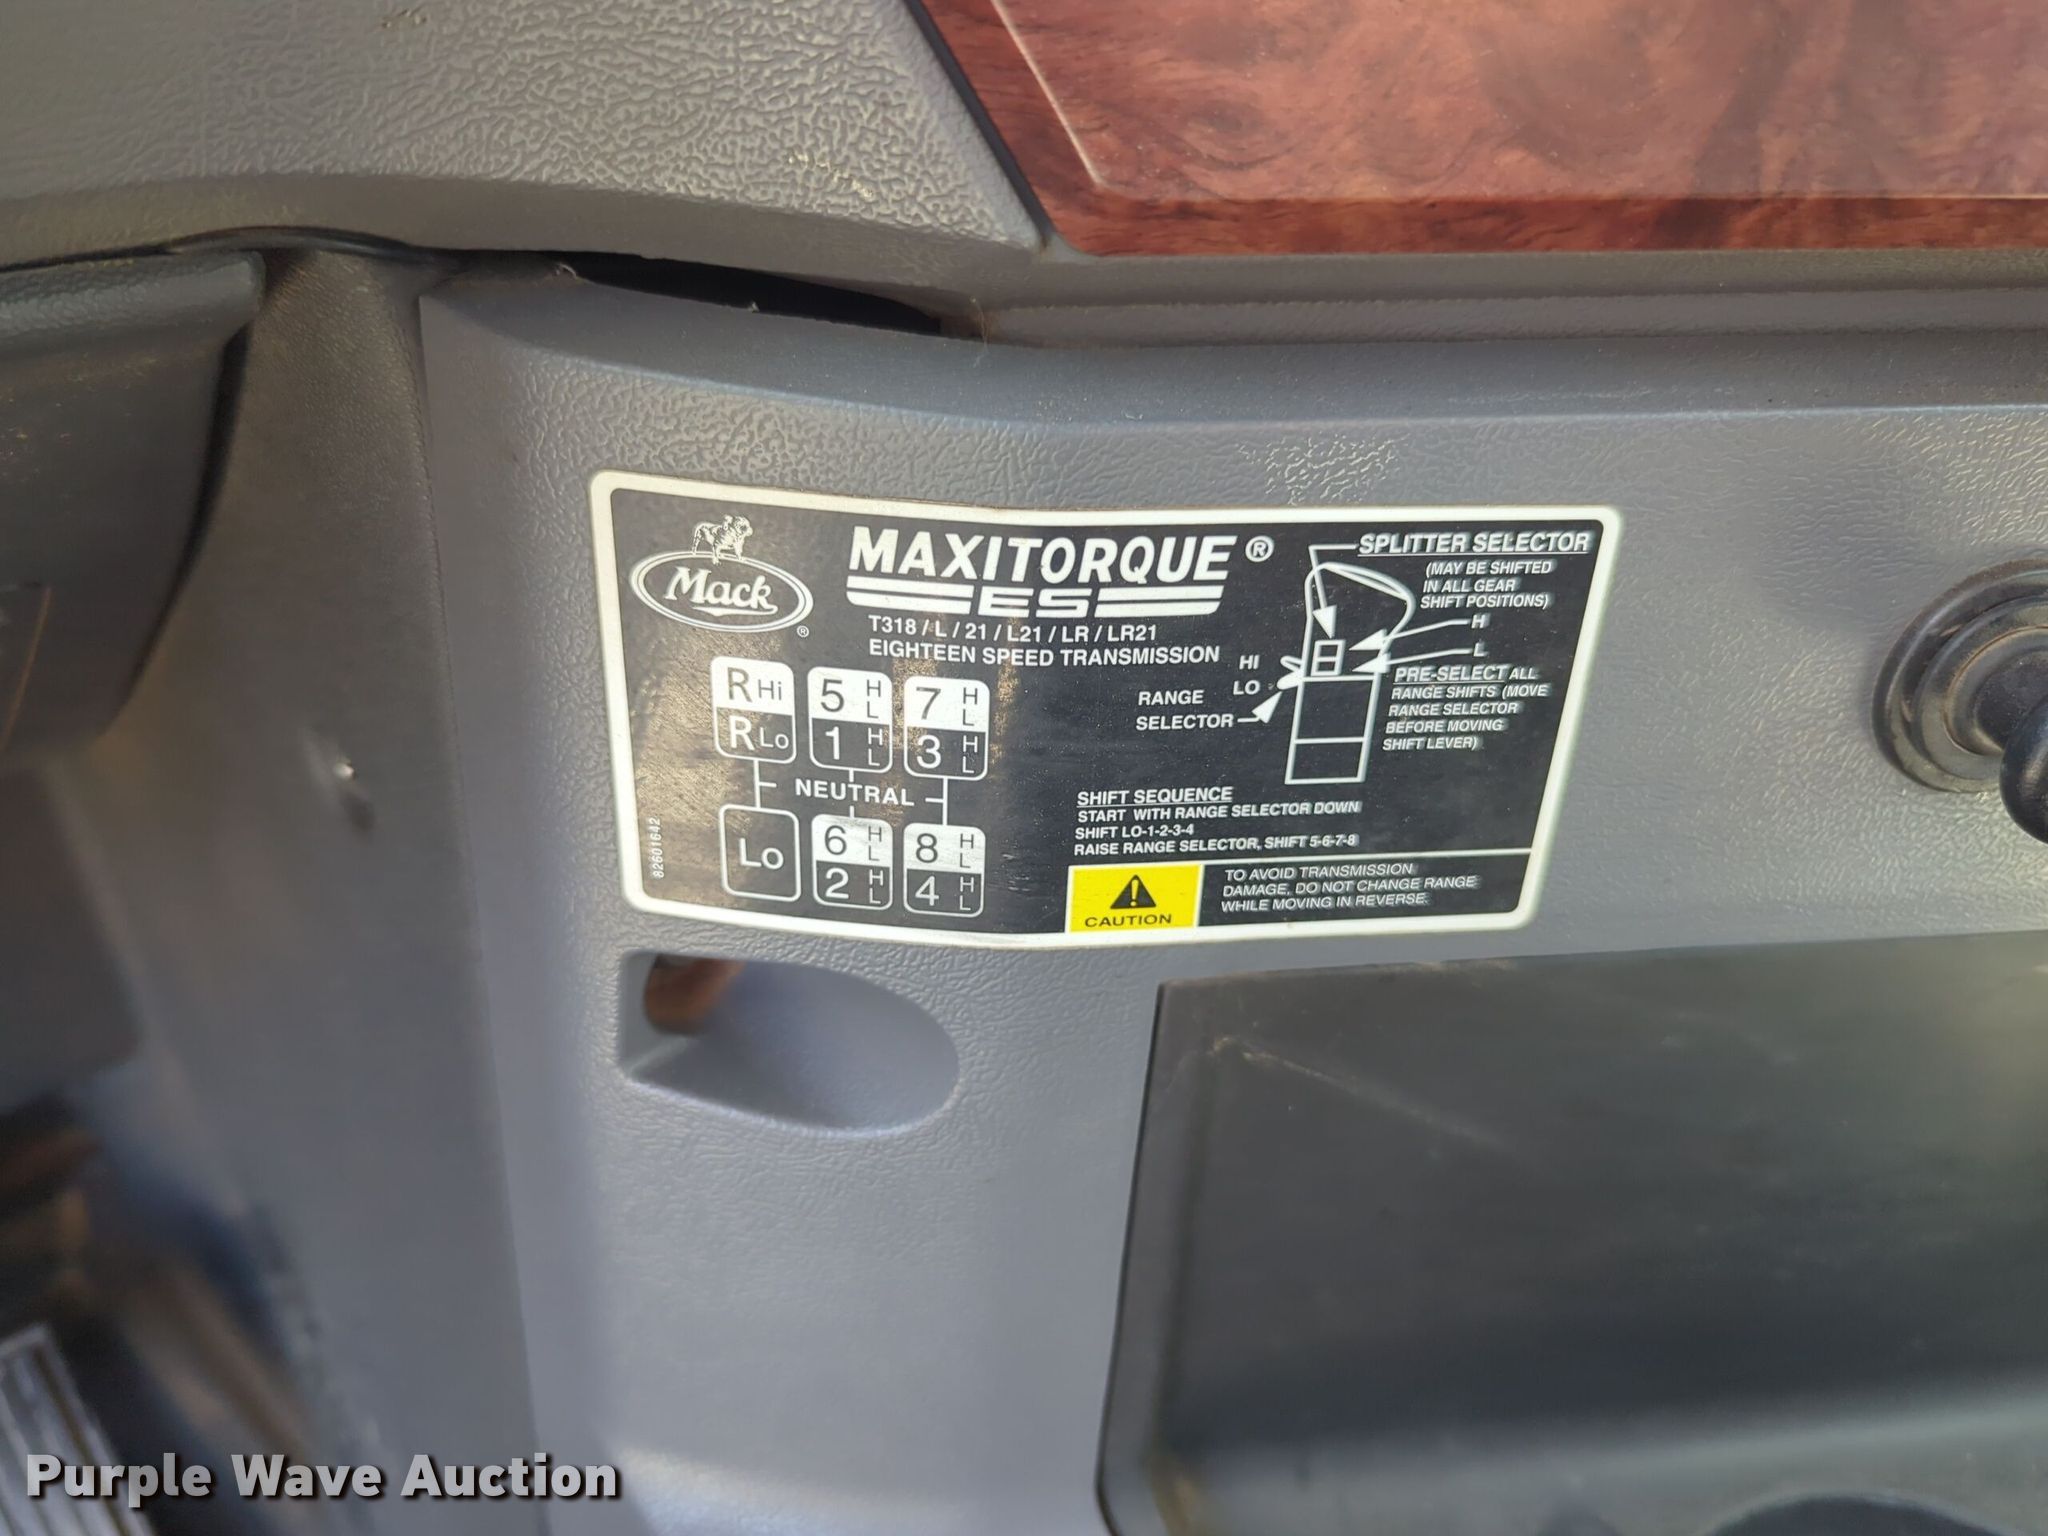 Mack
®
MAXITORQUE®
ES
T318 / L / 21 / L21 / LR / LR21
EIGHTEEN SPEED TRANSMISSION
R Hi
R Lo
5 H L
1 H L
7 H L
3 H L
NEUTRAL
Lo
6 H L
2 H L
8 H L
4 H L
82601642
SPLITTER SELECTOR
(MAY BE SHIFTED
IN ALL GEAR
SHIFT POSITIONS)
H
L
HI
LO
RANGE
SELECTOR
PRE-SELECT ALL
RANGE SHIFTS (MOVE
RANGE SELECTOR
BEFORE MOVING
SHIFT LEVER)
SHIFT SEQUENCE
START WITH RANGE SELECTOR DOWN
SHIFT LO-1-2-3-4
RAISE RANGE SELECTOR, SHIFT 5-6-7-8
CAUTION
TO AVOID TRANSMISSION
DAMAGE, DO NOT CHANGE RANGE
WHILE MOVING IN REVERSE.
Purple Wave Auction